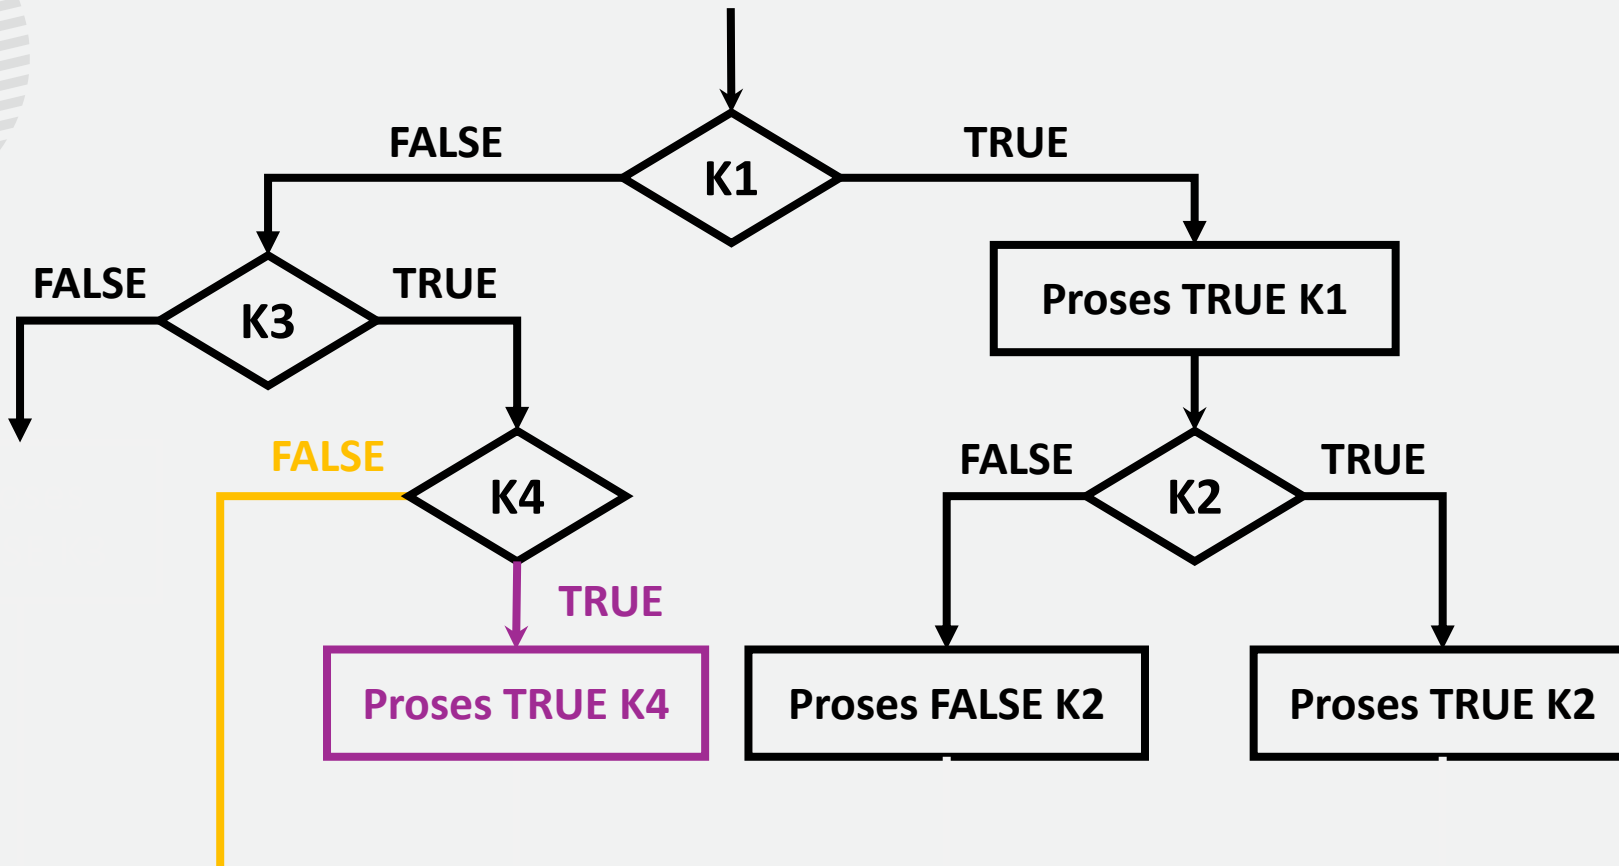 FALSE
TRUE
K1
FALSE
TRUE
K3
Proses TRUE K1
FALSE
K4
FALSE
TRUE
K2
TRUE
Proses TRUE K4
Proses FALSE K2
Proses TRUE K2